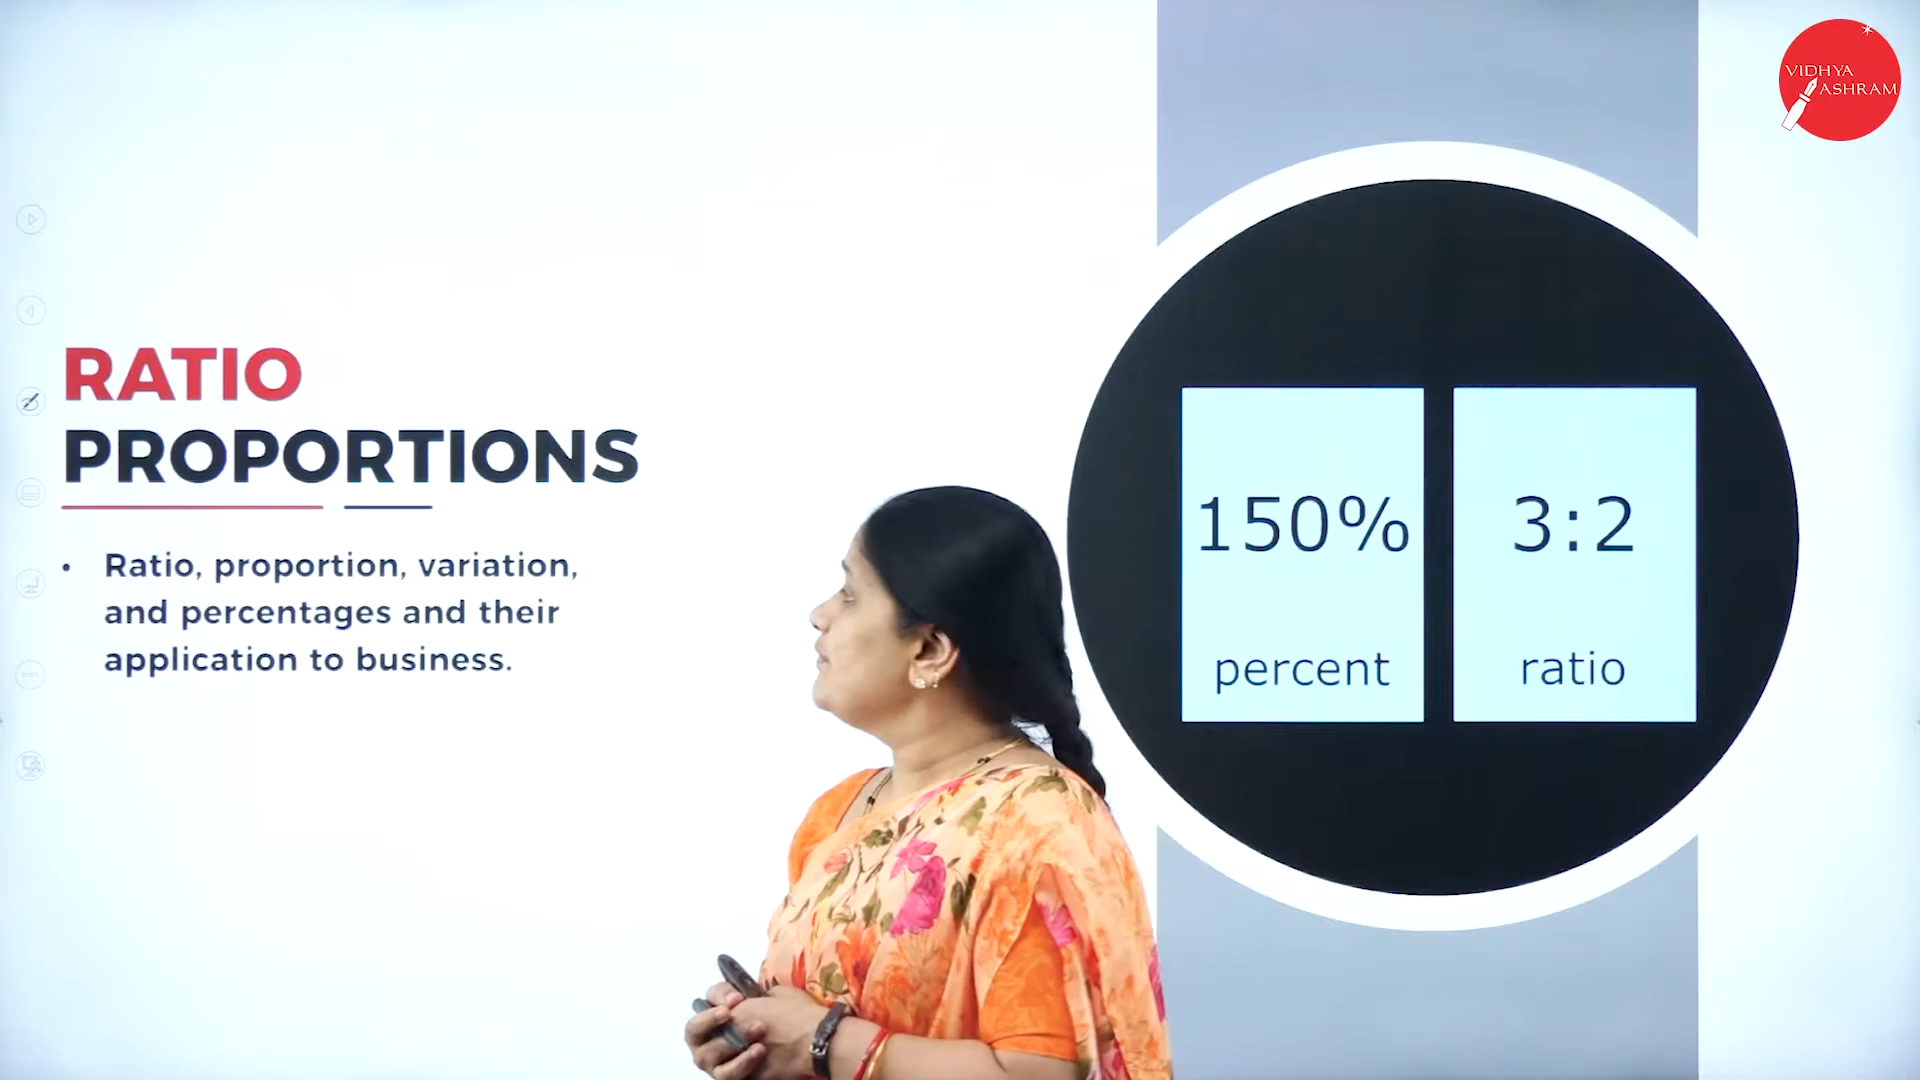 VIDHYA
ASHRAM
RATIO
PROPORTIONS
• Ratio, proportion, variation,
and percentages and their
application to business.
150%
percent
3:2
ratio